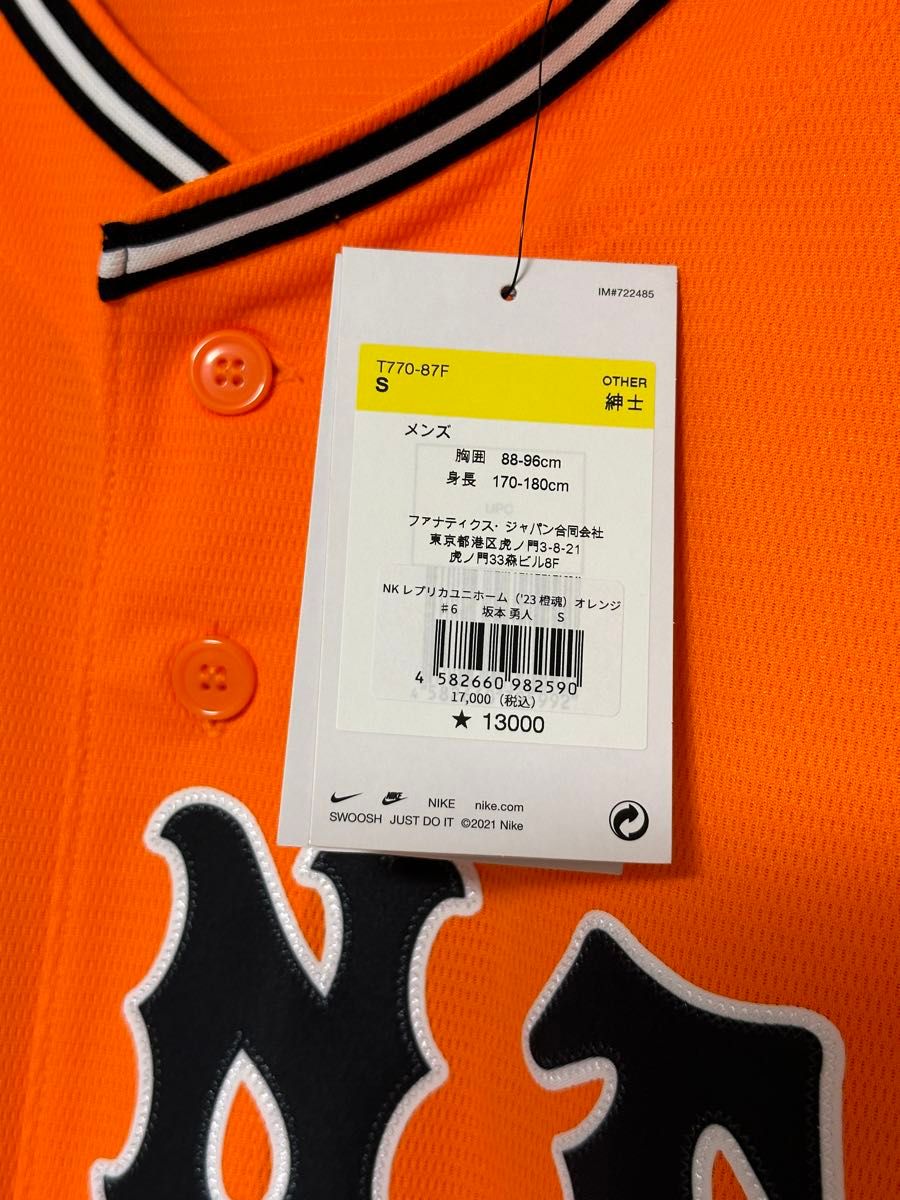 IM#722485
T770-87F
S
OTHER
紳士
メンズ
胸囲 88-96cm
身長 170-180cm
UPC
ファナティクス・ジャパン合同会社
東京都港区虎ノ門3-8-21
虎ノ門33森ビル8F
NK レプリカユニホーム（'23 橙魂）オレンジ
#6 坂本 勇人 S
4 582660 982590
17,000（税込）
★ 13000
NIKE nike.com
SWOOSH JUST DO IT ©2021 Nike